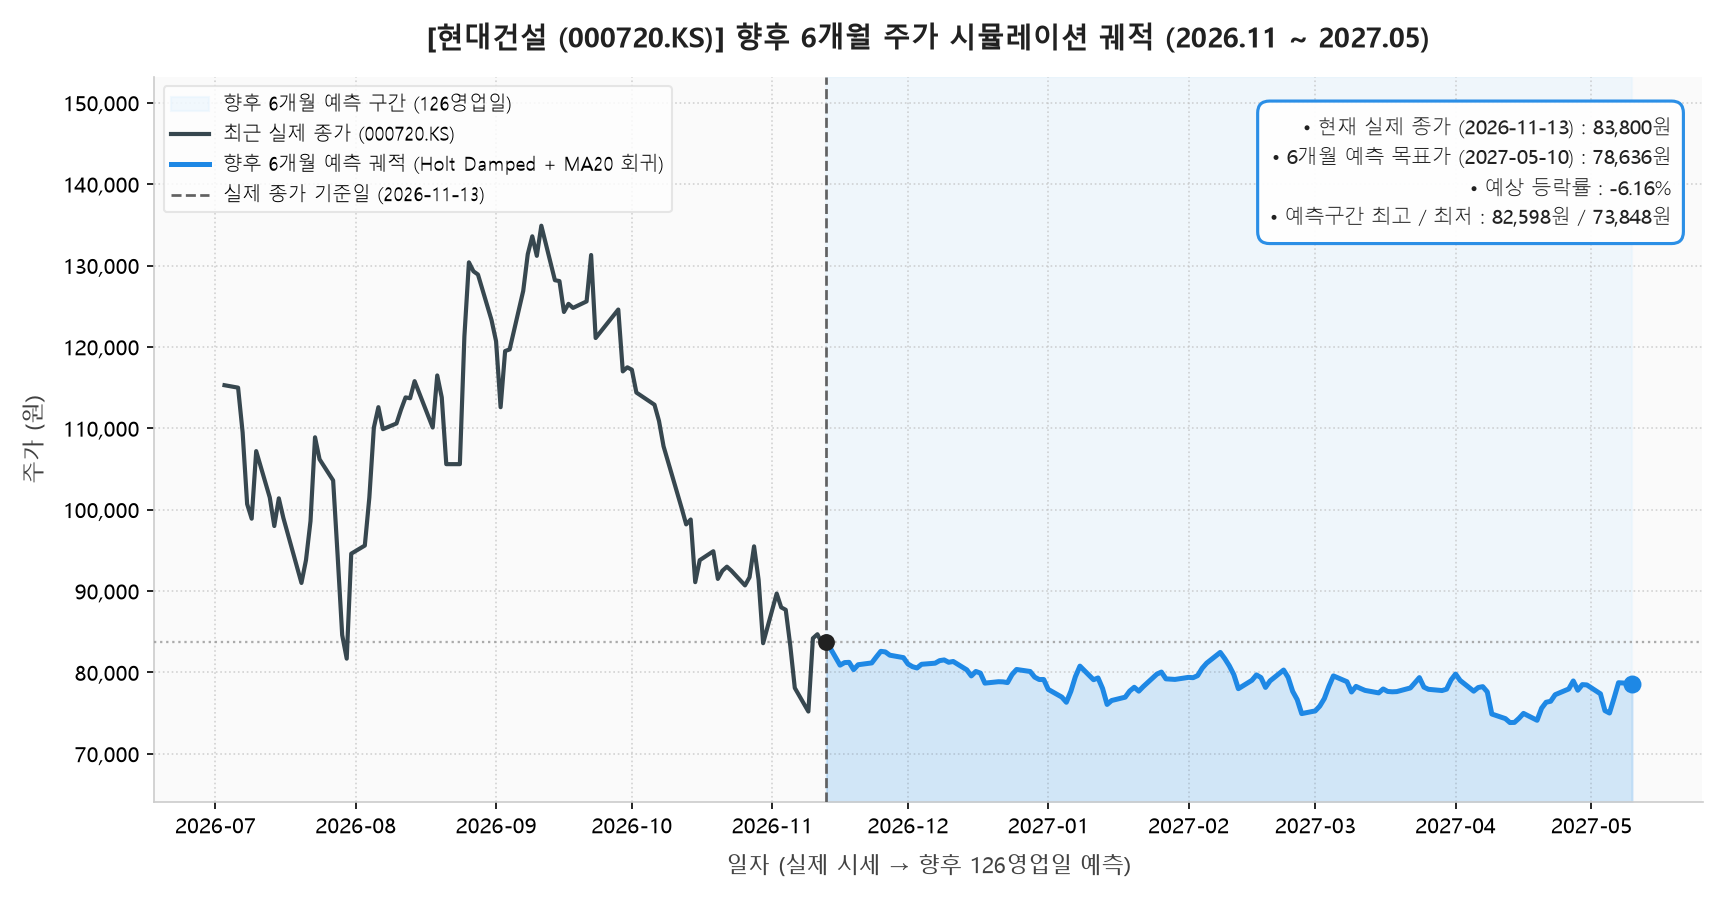 [현대건설 (000720.KS)] 향후 6개월 주가 시뮬레이션 궤적 (2026.11 ~ 2027.05)
향후 6개월 예측 구간 (126영업일)
최근 실제 종가 (000720.KS)
향후 6개월 예측 궤적 (Holt Damped + MA20 회귀)
실제 종가 기준일 (2026-11-13)
• 현재 실제 종가 (2026-11-13) : 83,800원
• 6개월 예측 목표가 (2027-05-10) : 78,636원
• 예상 등락률 : -6.16%
• 예측구간 최고 / 최저 : 82,598원 / 73,848원
주가 (원)
150,000
140,000
130,000
120,000
110,000
100,000
90,000
80,000
70,000
2026-07 2026-08 2026-09 2026-10 2026-11 2026-12 2027-01 2027-02 2027-03 2027-04 2027-05
일자 (실제 시세 → 향후 126영업일 예측)